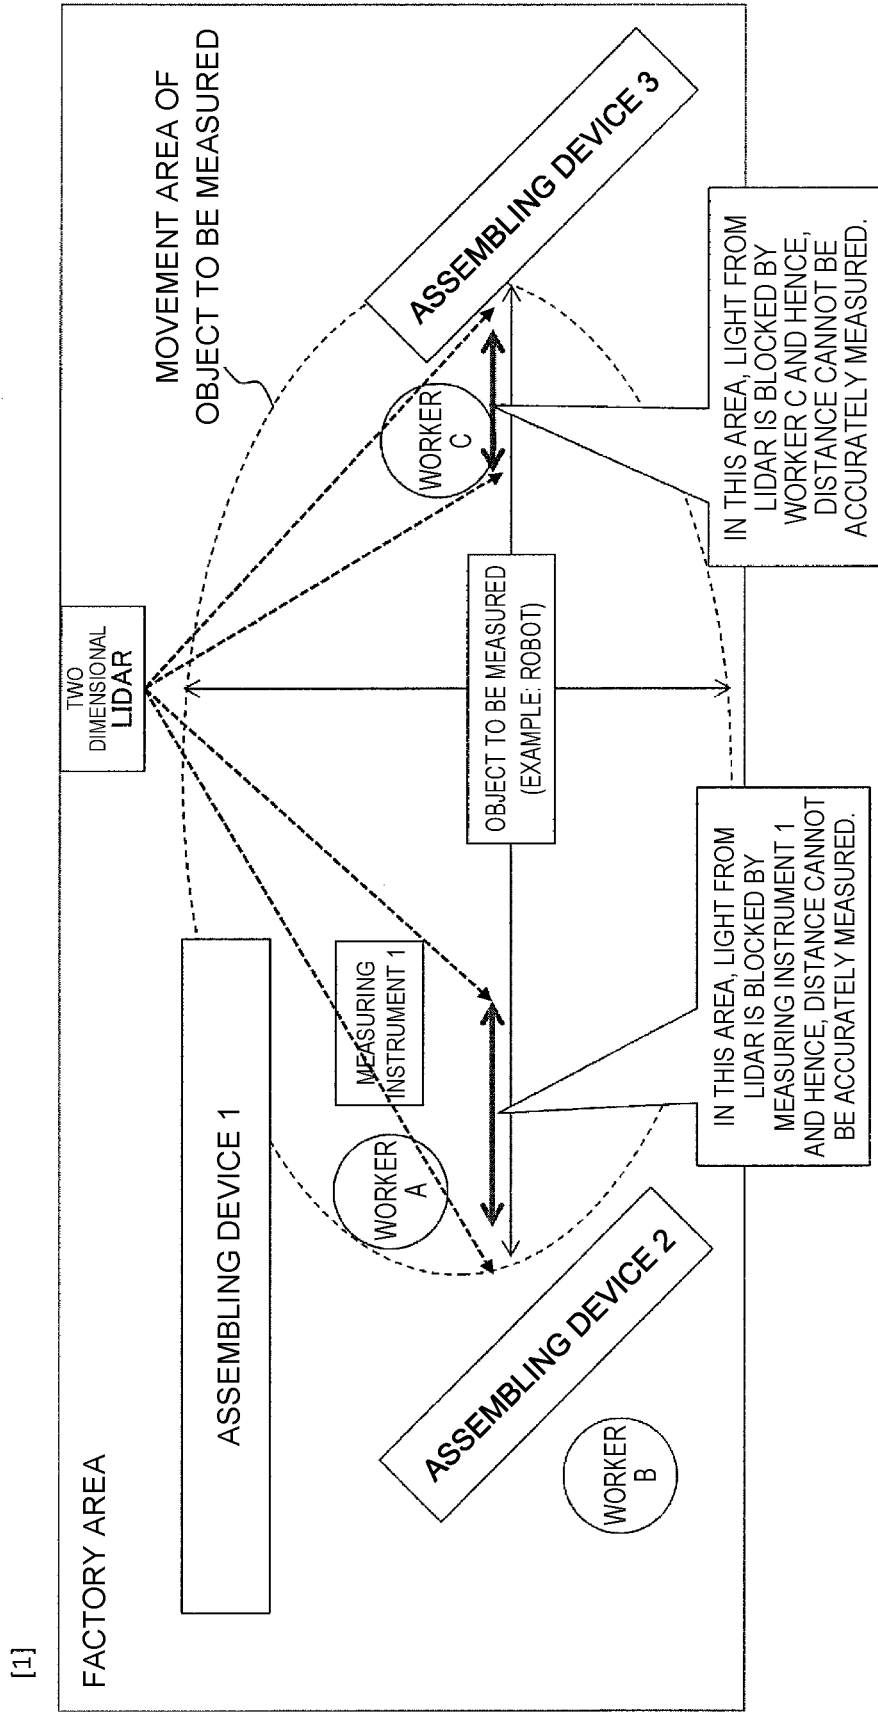 [1]
FACTORY AREA
TWO
DIMENSIONAL
LIDAR
MOVEMENT AREA OF
OBJECT TO BE MEASURED
ASSEMBLING DEVICE 1
MEASURING
INSTRUMENT 1
WORKER
A
WORKER
C
ASSEMBLING DEVICE 3
OBJECT TO BE MEASURED
(EXAMPLE: ROBOT)
ASSEMBLING DEVICE 2
WORKER
B
IN THIS AREA, LIGHT FROM
LIDAR IS BLOCKED BY
MEASURING INSTRUMENT 1
AND HENCE, DISTANCE CANNOT
BE ACCURATELY MEASURED.
IN THIS AREA, LIGHT FROM
LIDAR IS BLOCKED BY
WORKER C AND HENCE,
DISTANCE CANNOT BE
ACCURATELY MEASURED.